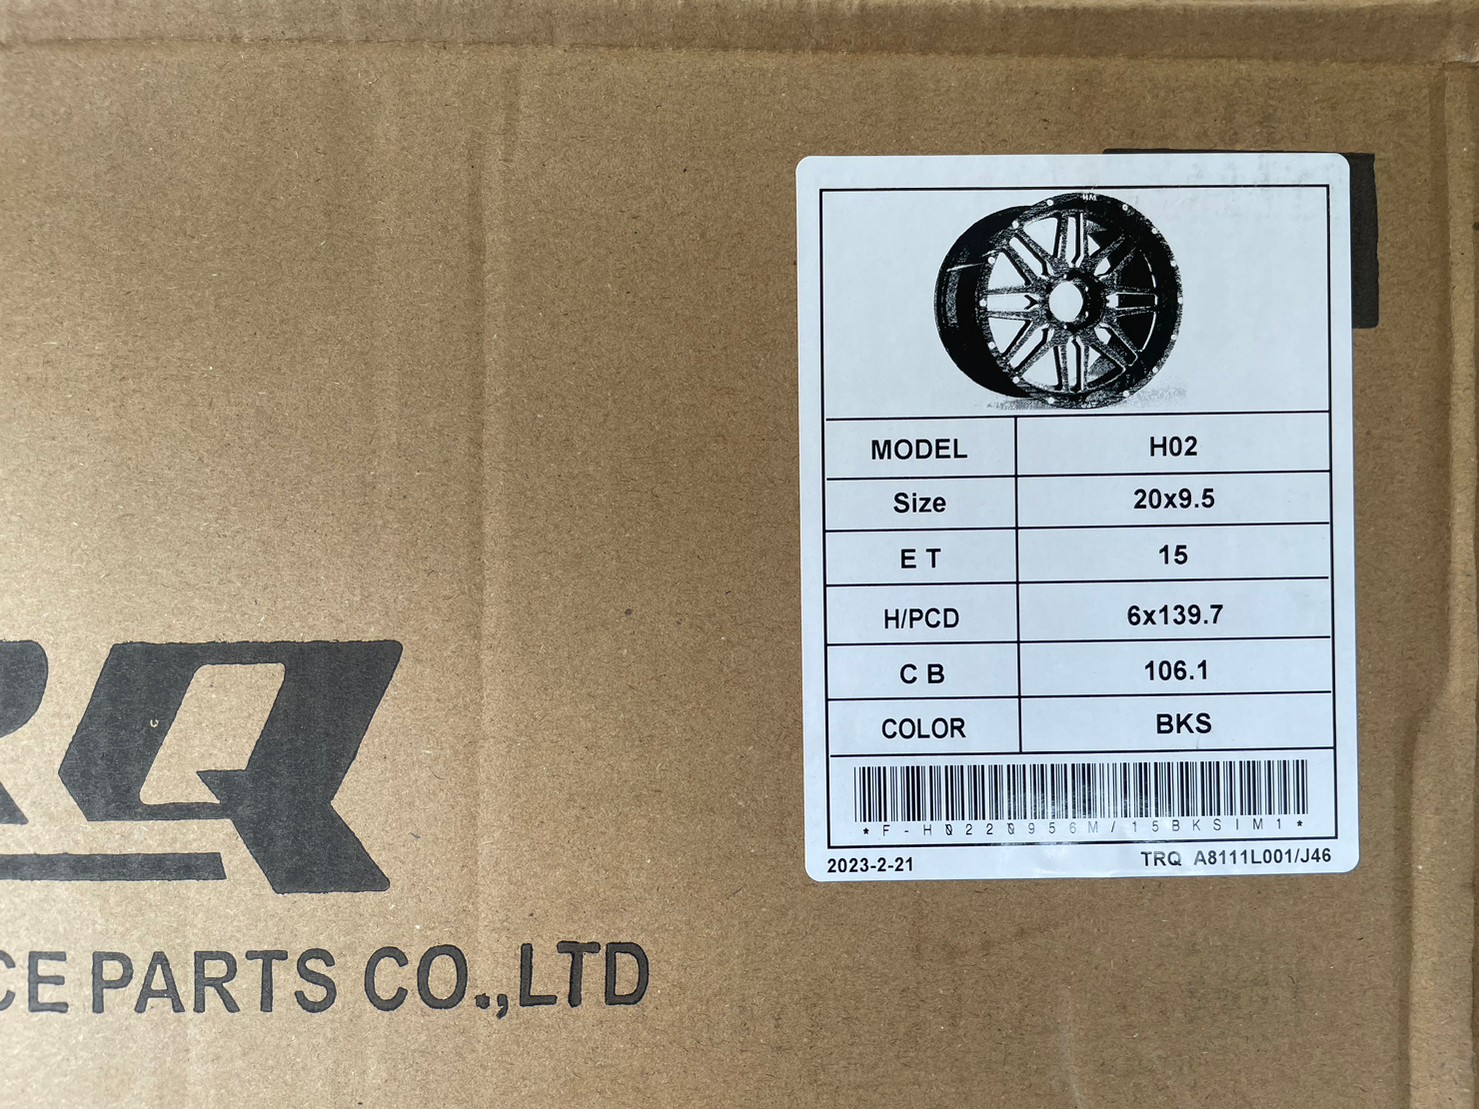 MODEL H02
Size 20x9.5
E T 15
H/PCD 6x139.7
C B 106.1
COLOR BKS
*F-H0220956M/15BKSIM1*
2023-2-21 TRQ A8111L001/J46
RQ
CE PARTS CO.,LTD